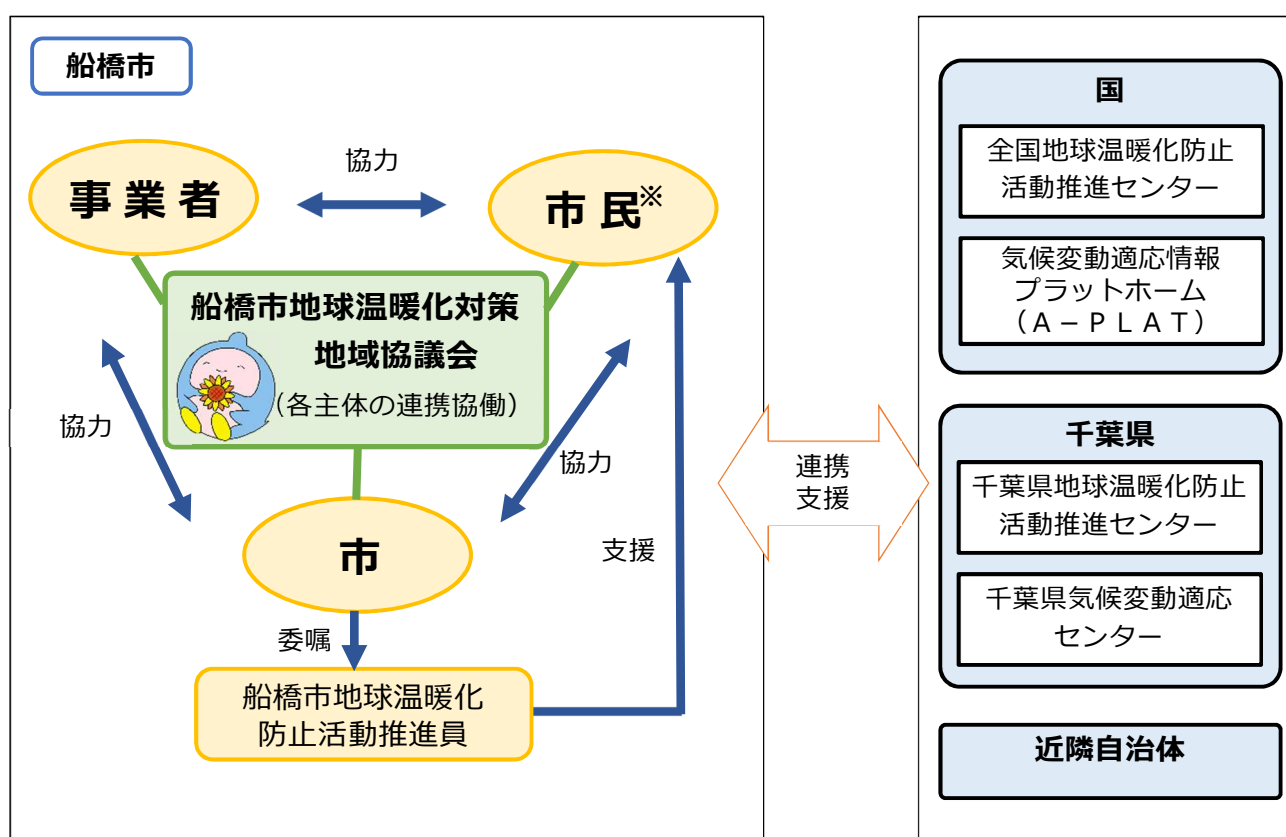 船橋市
事業者
協力
市民※
船橋市地球温暖化対策
地域協議会
（各主体の連携協働）
協力
協力
市
支援
委嘱
船橋市地球温暖化
防止活動推進員
連携
支援
国
全国地球温暖化防止
活動推進センター
気候変動適応情報
プラットホーム
（Ａ－ＰＬＡＴ）
千葉県
千葉県地球温暖化防止
活動推進センター
千葉県気候変動適応
センター
近隣自治体